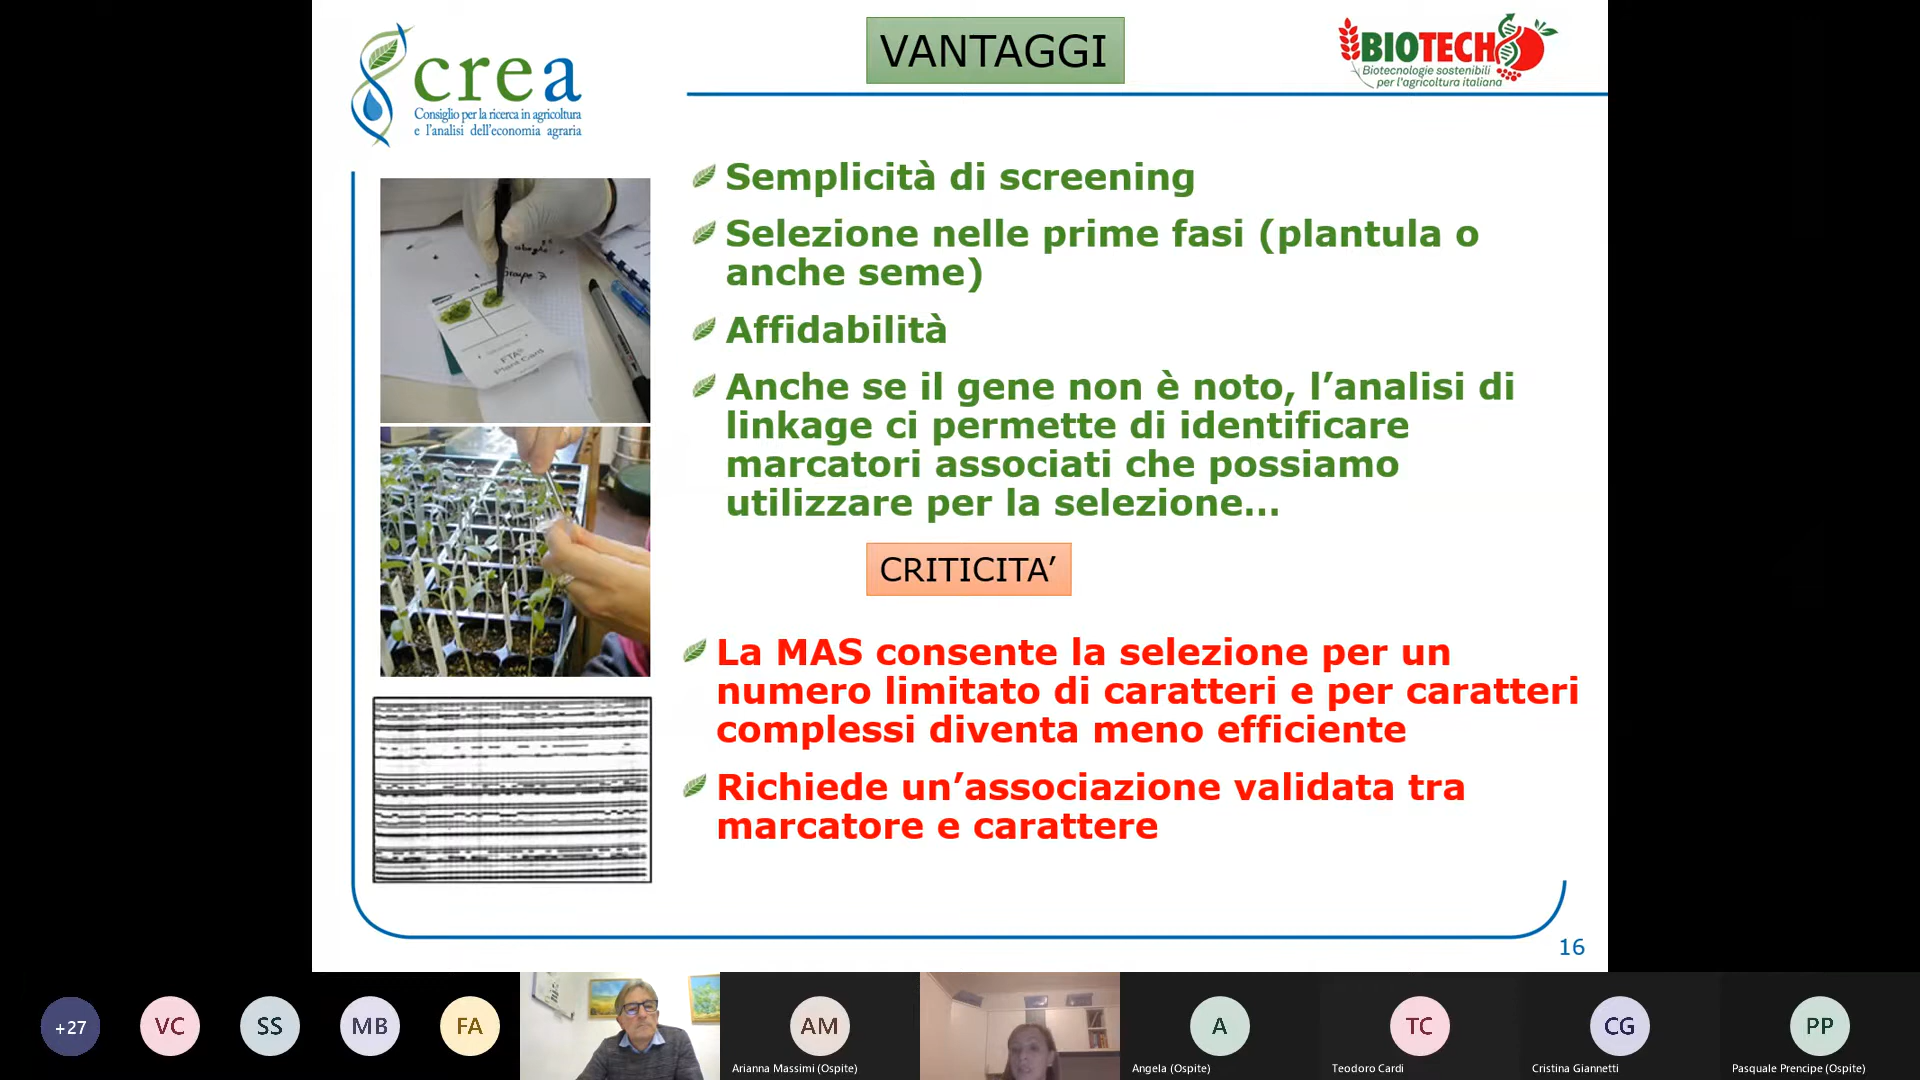 crea
Consiglio per la ricerca in agricoltura
e l'analisi dell'economia agraria
VANTAGGI
BIOTECH
Biotecnologie sostenibili
per l'agricoltura italiana
Semplicità di screening
Selezione nelle prime fasi (plantula o
anche seme)
Affidabilità
Anche se il gene non è noto, l’analisi di
linkage ci permette di identificare
marcatori associati che possiamo
utilizzare per la selezione...
FTA®
Plant Card
CRITICITA’
La MAS consente la selezione per un
numero limitato di caratteri e per caratteri
complessi diventa meno efficiente
Richiede un’associazione validata tra
marcatore e carattere
16
+27
VC
SS
MB
FA
AM
Arianna Massimi (Ospite)
A
Angela (Ospite)
TC
Teodoro Cardi
CG
Cristina Giannetti
PP
Pasquale Prencipe (Ospite)